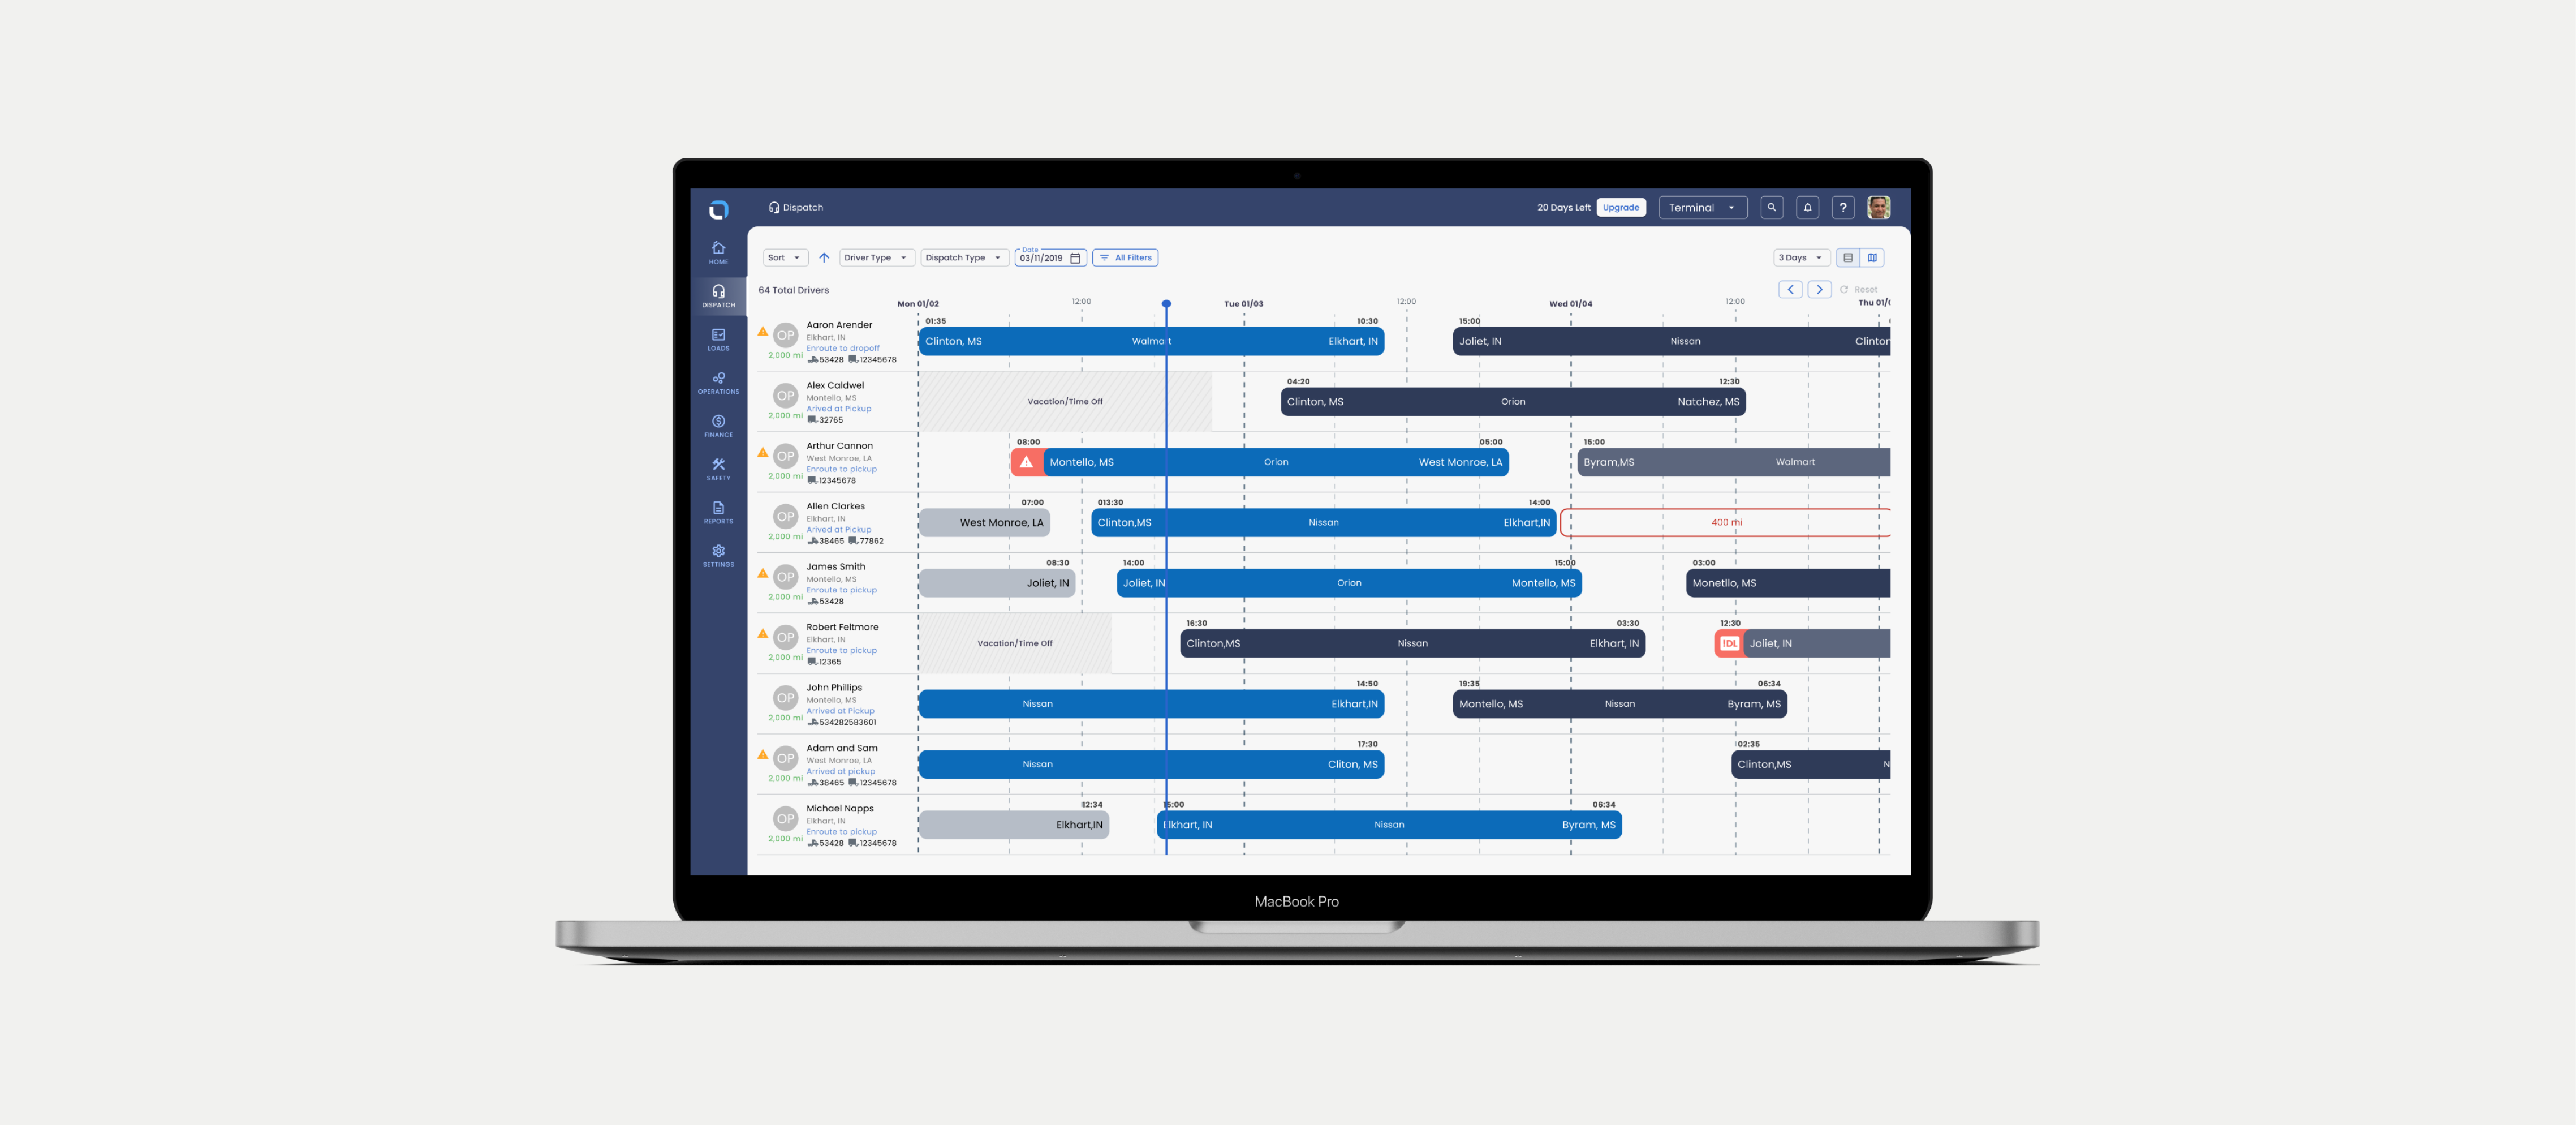 Dispatch
20 Days Left Upgrade Terminal ?
HOME
DISPATCH
LOADS
OPERATIONS
FINANCE
SAFETY
REPORTS
SETTINGS
Sort Driver Type Dispatch Type Date 03/11/2019 All Filters 3 Days
64 Total Drivers Reset
Mon 01/02 12:00 Tue 01/03 12:00 Wed 01/04 12:00 Thu 01/0
OP 2,000 mi
Aaron Arender
Elkhart, IN
Enroute to dropoff
53428 12345678
01:35 10:30 15:00
Clinton, MS Walmart Elkhart, IN Joliet, IN Nissan Clinton
OP 2,000 mi
Alex Caldwel
Montello, MS
Arived at Pickup
32765
Vacation/Time Off
04:20 12:30
Clinton, MS Orion Natchez, MS
OP 2,000 mi
Arthur Cannon
West Monroe, LA
Enroute to pickup
12345678
08:00 05:00 15:00
Montello, MS Orion West Monroe, LA Byram,MS Walmart
OP 2,000 mi
Allen Clarkes
Elkhart, IN
Arived at Pickup
38465 77862
07:00 013:30 14:00
West Monroe, LA Clinton,MS Nissan Elkhart,IN 400 mi
OP 2,000 mi
James Smith
Montello, MS
Enroute to pickup
53428
08:30 14:00 15:00 03:00
Joliet, IN Joliet, IN Orion Montello, MS Monetllo, MS
OP 2,000 mi
Robert Feltmore
Elkhart, IN
Enroute to pickup
12365
Vacation/Time Off
16:30 03:30 12:30
Clinton,MS Nissan Elkhart, IN !DL Joliet, IN
OP 2,000 mi
John Phillips
Montello, MS
Arrived at Pickup
534282583601
14:50 19:35 06:34
Nissan Elkhart,IN Montello, MS Nissan Byram, MS
OP 2,000 mi
Adam and Sam
West Monroe, LA
Arrived at pickup
38465 12345678
17:30 02:35
Nissan Cliton, MS Clinton,MS N
OP 2,000 mi
Michael Napps
Elkhart, IN
Enroute to pickup
53428 12345678
12:34 15:00 06:34
Elkhart,IN Elkhart, IN Nissan Byram, MS
MacBook Pro